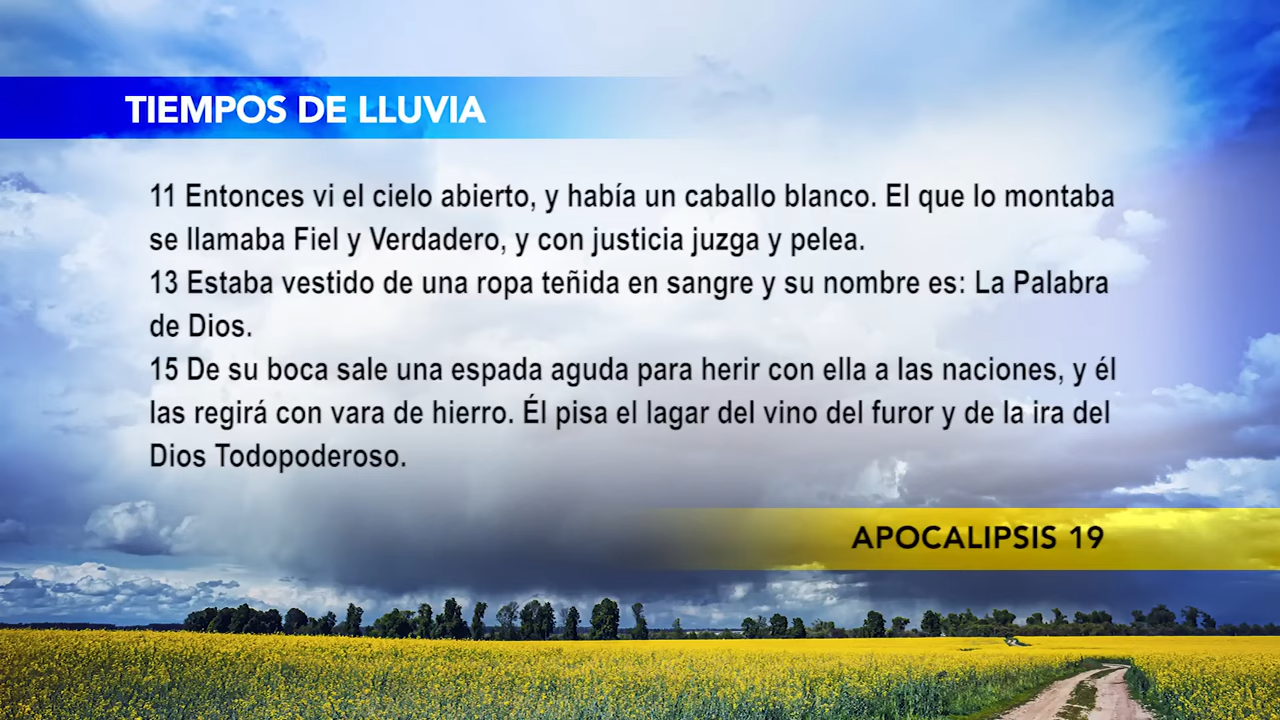 TIEMPOS DE LLUVIA
11 Entonces vi el cielo abierto, y había un caballo blanco. El que lo montaba
se llamaba Fiel y Verdadero, y con justicia juzga y pelea.
13 Estaba vestido de una ropa teñida en sangre y su nombre es: La Palabra
de Dios.
15 De su boca sale una espada aguda para herir con ella a las naciones, y él
las regirá con vara de hierro. Él pisa el lagar del vino del furor y de la ira del
Dios Todopoderoso.
APOCALIPSIS 19